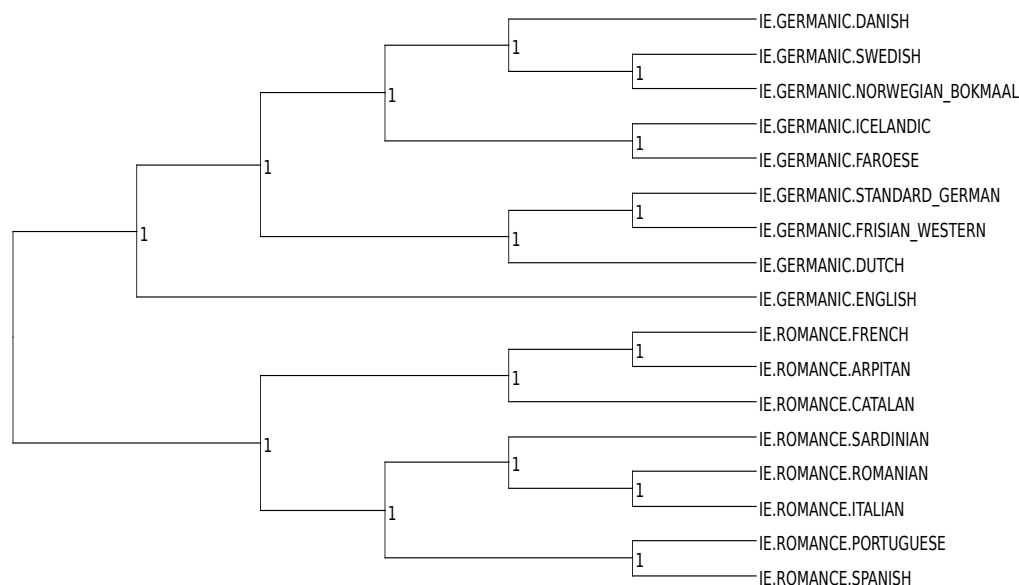 IE.GERMANIC.DANISH
1
IE.GERMANIC.SWEDISH
1
IE.GERMANIC.NORWEGIAN_BOKMAAL
1
IE.GERMANIC.ICELANDIC
1
IE.GERMANIC.FAROESE
1
IE.GERMANIC.STANDARD_GERMAN
1
IE.GERMANIC.FRISIAN_WESTERN
1
1
IE.GERMANIC.DUTCH
IE.GERMANIC.ENGLISH
IE.ROMANCE.FRENCH
1
IE.ROMANCE.ARPITAN
1
IE.ROMANCE.CATALAN
IE.ROMANCE.SARDINIAN
1
1
IE.ROMANCE.ROMANIAN
1
IE.ROMANCE.ITALIAN
1
IE.ROMANCE.PORTUGUESE
1
IE.ROMANCE.SPANISH